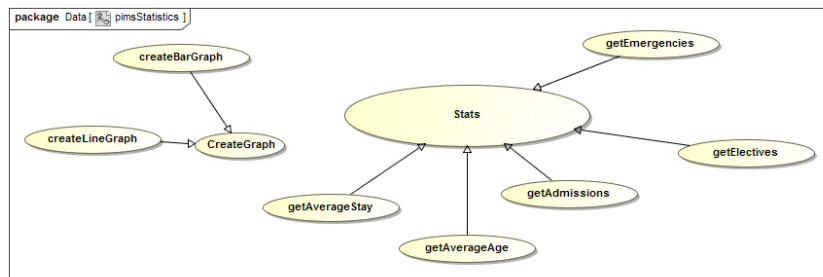 package Data [ pimsStatistics ]
createBarGraph
getEmergencies
Stats
createLineGraph
CreateGraph
getElectives
getAdmissions
getAverageStay
getAverageAge